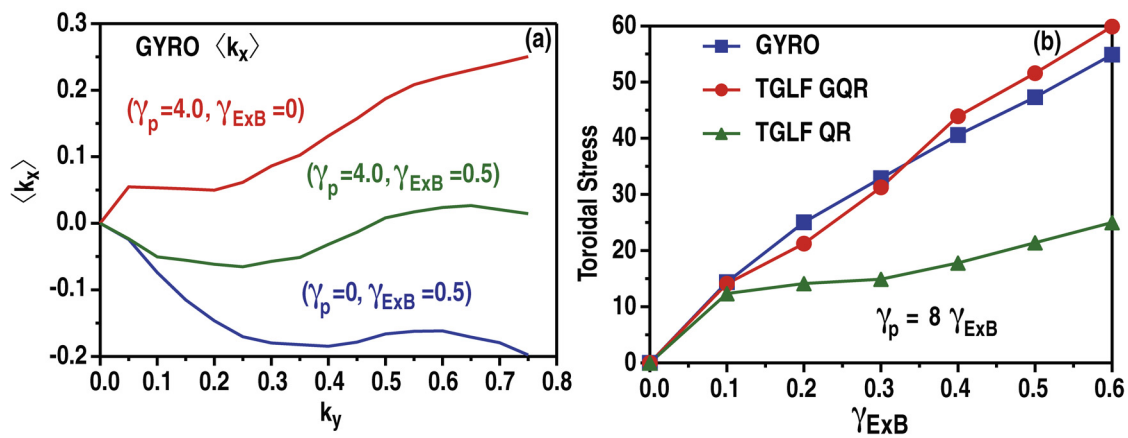 0.3
0.2
0.1
0.0
-0.1
-0.2
⟨kx⟩
GYRO ⟨kx⟩
(a)
(γp=4.0, γExB=0)
(γp=4.0, γExB=0.5)
(γp=0, γExB=0.5)
0.0 0.1 0.2 0.3 0.4 0.5 0.6 0.7 0.8
ky
60
50
40
30
20
10
0
Toroidal Stress
(b)
GYRO
TGLF GQR
TGLF QR
γp = 8 γExB
0.0 0.1 0.2 0.3 0.4 0.5 0.6
γExB